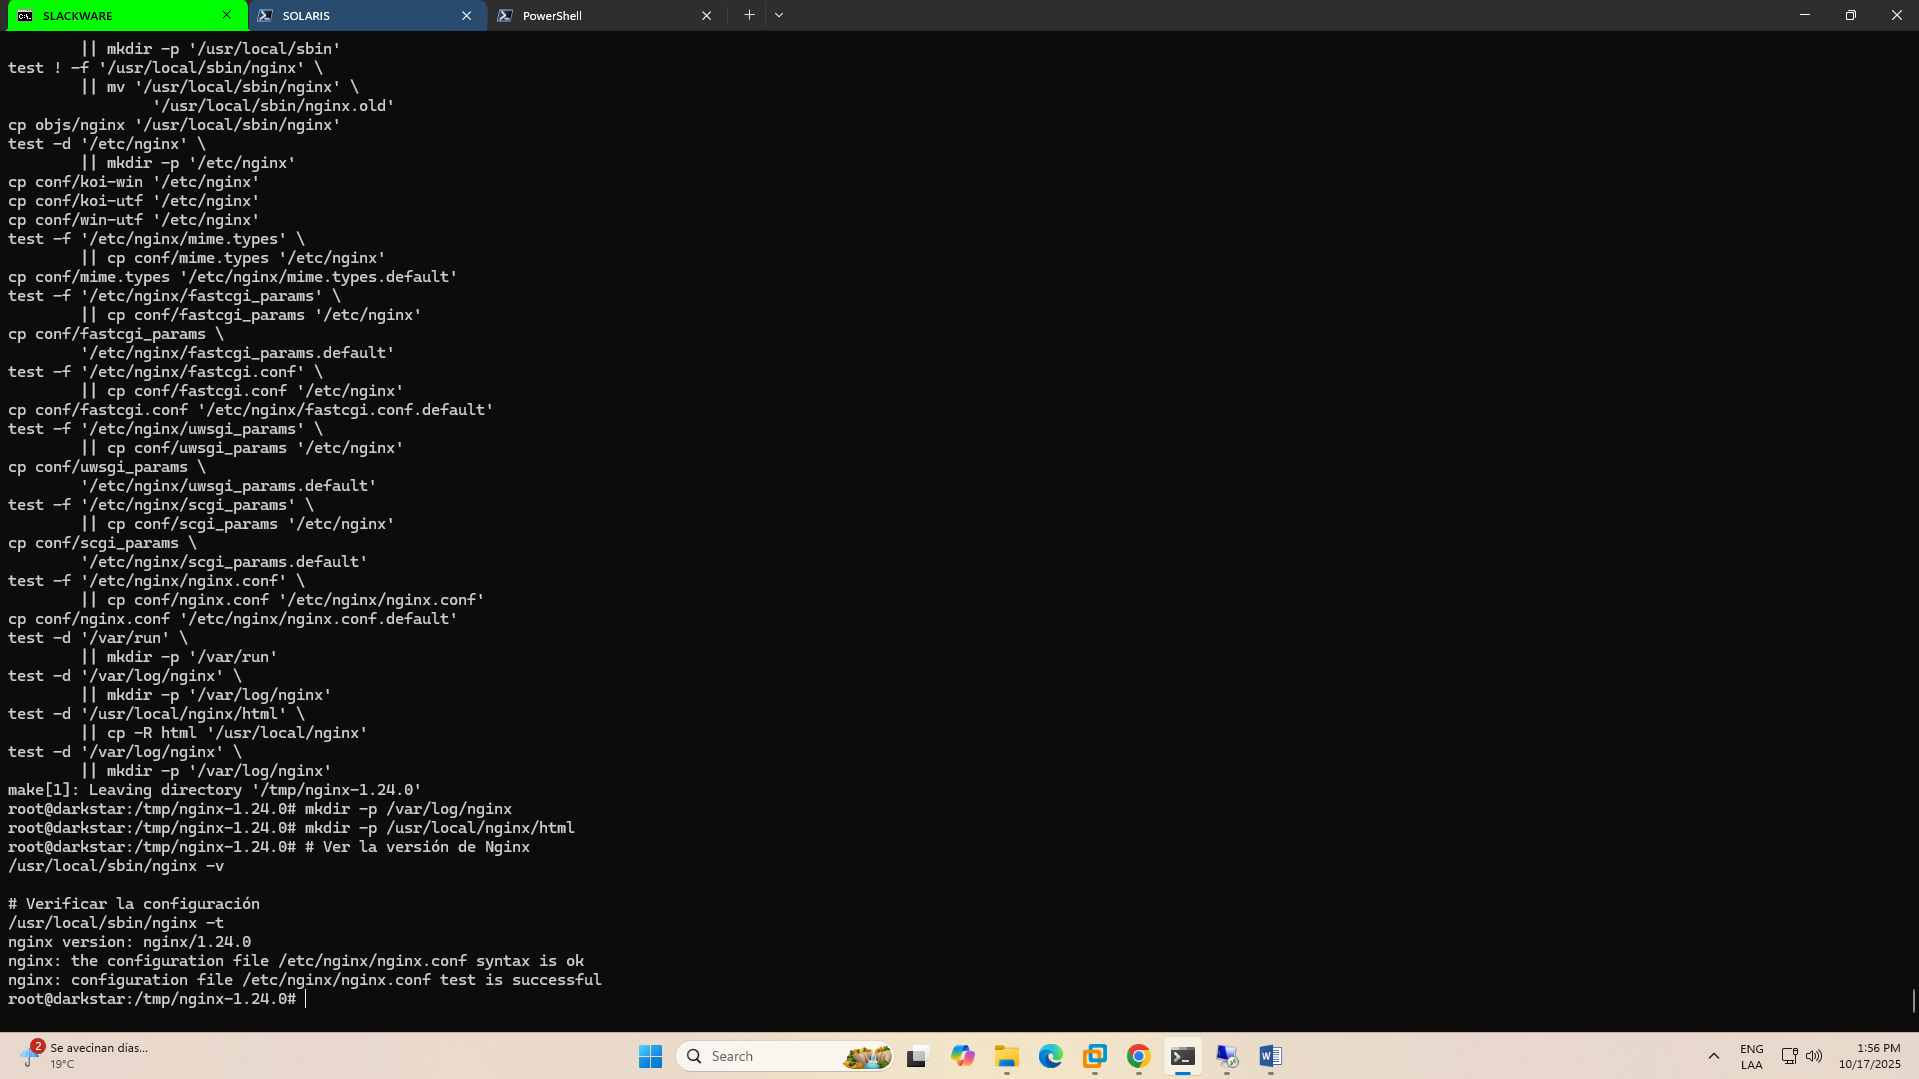 SLACKWARE
SOLARIS
PowerShell
|| mkdir -p '/usr/local/sbin'
test ! -f '/usr/local/sbin/nginx' \
|| mv '/usr/local/sbin/nginx' \
'/usr/local/sbin/nginx.old'
cp objs/nginx '/usr/local/sbin/nginx'
test -d '/etc/nginx' \
|| mkdir -p '/etc/nginx'
cp conf/koi-win '/etc/nginx'
cp conf/koi-utf '/etc/nginx'
cp conf/win-utf '/etc/nginx'
test -f '/etc/nginx/mime.types' \
|| cp conf/mime.types '/etc/nginx'
cp conf/mime.types '/etc/nginx/mime.types.default'
test -f '/etc/nginx/fastcgi_params' \
|| cp conf/fastcgi_params '/etc/nginx'
cp conf/fastcgi_params \
'/etc/nginx/fastcgi_params.default'
test -f '/etc/nginx/fastcgi.conf' \
|| cp conf/fastcgi.conf '/etc/nginx'
cp conf/fastcgi.conf '/etc/nginx/fastcgi.conf.default'
test -f '/etc/nginx/uwsgi_params' \
|| cp conf/uwsgi_params '/etc/nginx'
cp conf/uwsgi_params \
'/etc/nginx/uwsgi_params.default'
test -f '/etc/nginx/scgi_params' \
|| cp conf/scgi_params '/etc/nginx'
cp conf/scgi_params \
'/etc/nginx/scgi_params.default'
test -f '/etc/nginx/nginx.conf' \
|| cp conf/nginx.conf '/etc/nginx/nginx.conf'
cp conf/nginx.conf '/etc/nginx/nginx.conf.default'
test -d '/var/run' \
|| mkdir -p '/var/run'
test -d '/var/log/nginx' \
|| mkdir -p '/var/log/nginx'
test -d '/usr/local/nginx/html' \
|| cp -R html '/usr/local/nginx'
test -d '/var/log/nginx' \
|| mkdir -p '/var/log/nginx'
make[1]: Leaving directory '/tmp/nginx-1.24.0'
root@darkstar:/tmp/nginx-1.24.0# mkdir -p /var/log/nginx
root@darkstar:/tmp/nginx-1.24.0# mkdir -p /usr/local/nginx/html
root@darkstar:/tmp/nginx-1.24.0# # Ver la versión de Nginx
/usr/local/sbin/nginx -v
# Verificar la configuración
/usr/local/sbin/nginx -t
nginx version: nginx/1.24.0
nginx: the configuration file /etc/nginx/nginx.conf syntax is ok
nginx: configuration file /etc/nginx/nginx.conf test is successful
root@darkstar:/tmp/nginx-1.24.0#
2
Se avecinan días...
19°C
Search
ENG
LAA
1:56 PM
10/17/2025